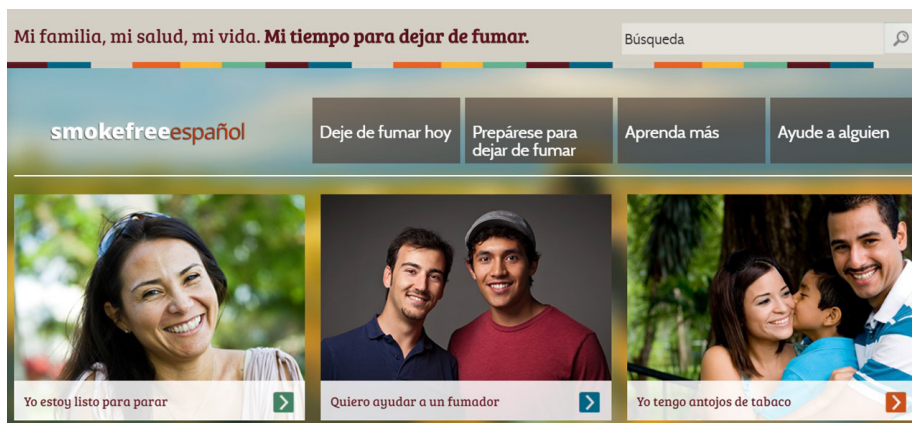 Mi familia, mi salud, mi vida. Mi tiempo para dejar de fumar.
Búsqueda
smokefreeespañol
Deje de fumar hoy
Prepárese para
dejar de fumar
Aprenda más
Ayude a alguien
Yo estoy listo para parar
Quiero ayudar a un fumador
Yo tengo antojos de tabaco